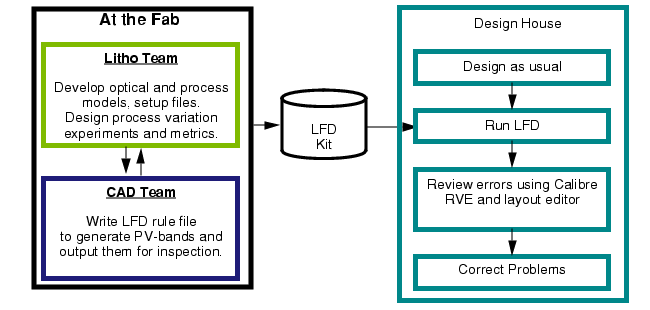 At the Fab
Litho Team
Develop optical and process
models, setup files.
Design process variation
experiments and metrics.
CAD Team
Write LFD rule file
to generate PV-bands and
output them for inspection.
LFD
Kit
Design House
Design as usual
Run LFD
Review errors using Calibre
RVE and layout editor
Correct Problems